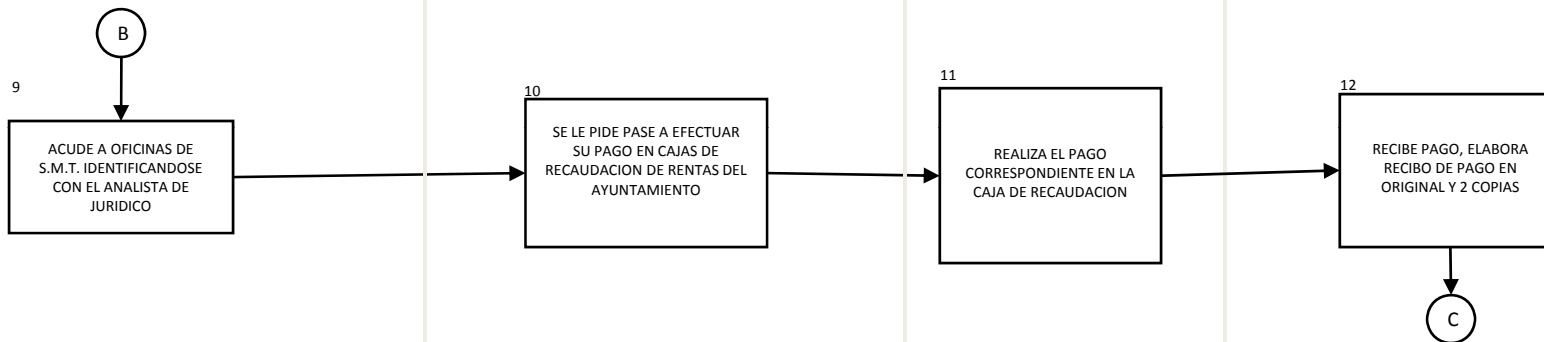 B
9
ACUDE A OFICINAS DE
S.M.T. IDENTIFICANDOSE
CON EL ANALISTA DE
JURIDICO
10
SE LE PIDE PASE A EFECTUAR
SU PAGO EN CAJAS DE
RECAUDACION DE RENTAS DEL
AYUNTAMIENTO
11
REALIZA EL PAGO
CORRESPONDIENTE EN LA
CAJA DE RECAUDACION
12
RECIBE PAGO, ELABORA
RECIBO DE PAGO EN
ORIGINAL Y 2 COPIAS
C